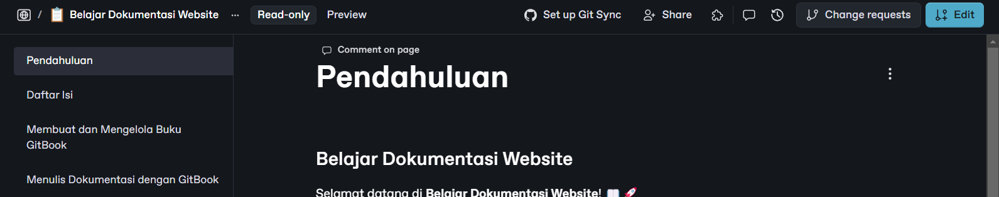 / Belajar Dokumentasi Website ... Read-only Preview Set up Git Sync Share Change requests Edit
Pendahuluan
Daftar Isi
Membuat dan Mengelola Buku
GitBook
Menulis Dokumentasi dengan GitBook
Comment on page
Pendahuluan
Belajar Dokumentasi Website
Selamat datang di Belajar Dokumentasi Website! 📖 🚀